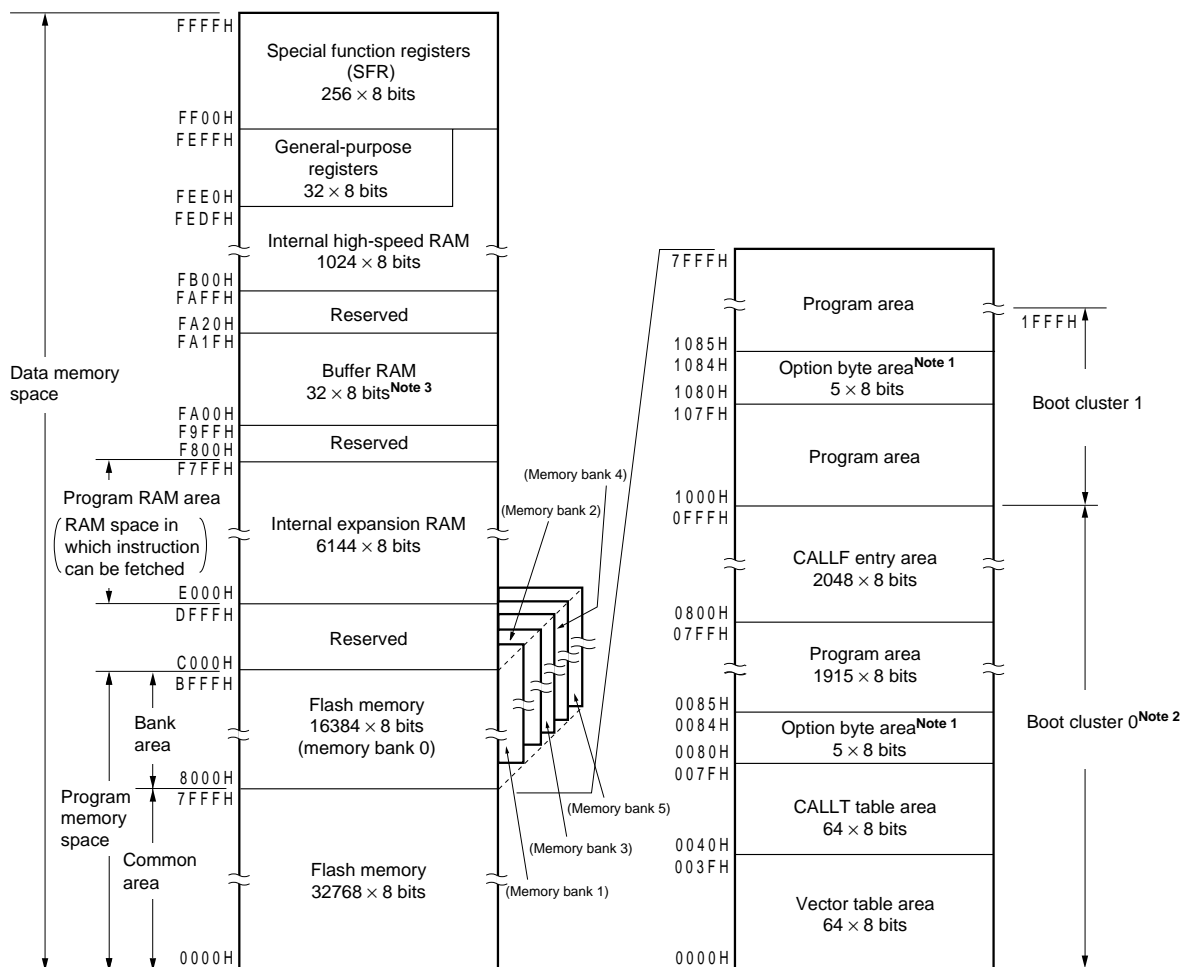 FFFFH
Special function registers
(SFR)
256 × 8 bits
FF00H
FEFFH
General-purpose
registers
32 × 8 bits
FEE0H
FEDFH
Internal high-speed RAM
1024 × 8 bits
FB00H
FAFFH
Reserved
FA20H
FA1FH
Buffer RAM
32 × 8 bits Note 3
FA00H
F9FFH
Reserved
F800H
F7FFH
Internal expansion RAM
6144 × 8 bits
E000H
DFFFH
Reserved
C000H
BFFFH
Flash memory
16384 × 8 bits
(memory bank 0)
8000H
7FFFH
Flash memory
32768 × 8 bits
0000H
Data memory
space
Program RAM area
RAM space in
which instruction
can be fetched
Bank
area
Program
memory
space
Common
area
(Memory bank 4)
(Memory bank 2)
(Memory bank 5)
(Memory bank 3)
(Memory bank 1)
7FFFH
Program area
1FFFH
1085H
1084H
Option byte area Note 1
5 × 8 bits
1080H
107FH
Boot cluster 1
Program area
1000H
0FFFH
CALLF entry area
2048 × 8 bits
0800H
07FFH
Program area
1915 × 8 bits
0085H
0084H
Option byte area Note 1
5 × 8 bits
Boot cluster 0 Note 2
0080H
007FH
CALLT table area
64 × 8 bits
0040H
003FH
Vector table area
64 × 8 bits
0000H